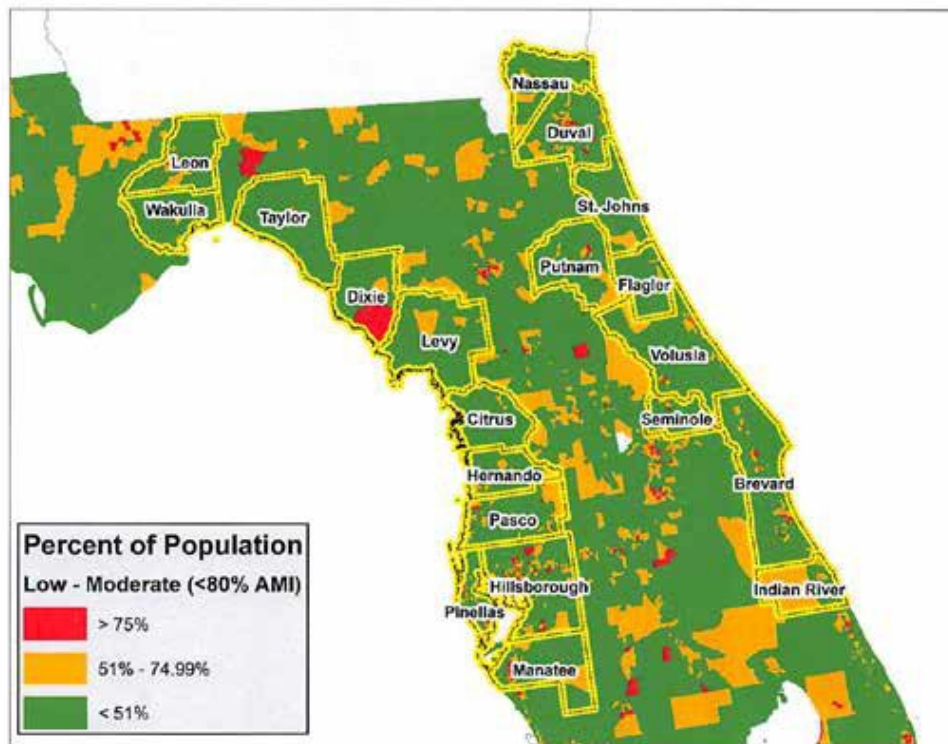 Nassau
Duval
Leon
St. Johns
Wakulla
Taylor
Putnam
Flagler
Dixie
Levy
Volusia
Citrus
Seminole
Hernando
Brevard
Pasco
Hillsborough
Indian River
Pinellas
Manatee
Percent of Population
Low - Moderate (<80% AMI)
> 75%
51% - 74.99%
< 51%